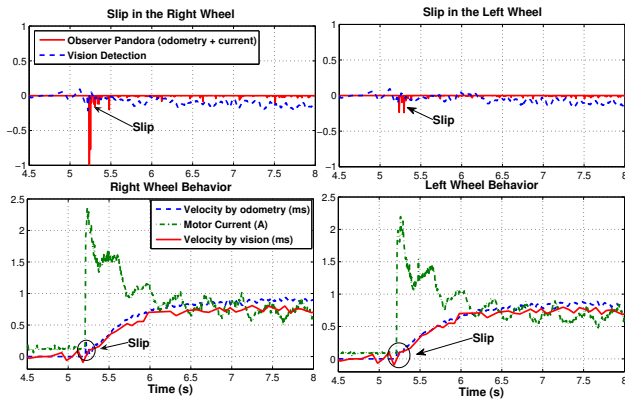 Slip in the Right Wheel
Slip in the Left Wheel
Observer Pandora (odometry + current)
Vision Detection
1
0.5
0
−0.5
−1
Slip
4.5 5 5.5 6 6.5 7 7.5 8
1
0.5
0
−0.5
−1
Slip
4.5 5 5.5 6 6.5 7 7.5 8
Right Wheel Behavior
Left Wheel Behavior
Velocity by odometry (ms)
Motor Current (A)
Velocity by vision (ms)
2.5
2
1.5
1
0.5
0
Slip
4.5 5 5.5 6 6.5 7 7.5 8
Time (s)
2.5
2
1.5
1
0.5
0
Slip
4.5 5 5.5 6 6.5 7 7.5 8
Time (s)